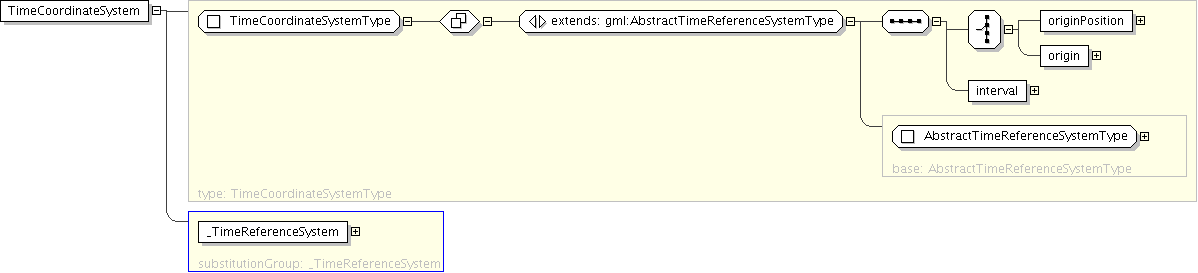 TimeCoordinateSystem
TimeCoordinateSystemType
extends: gml:AbstractTimeReferenceSystemType
originPosition
origin
interval
AbstractTimeReferenceSystemType
base: AbstractTimeReferenceSystemType
type: TimeCoordinateSystemType
_TimeReferenceSystem
substitutionGroup: _TimeReferenceSystem